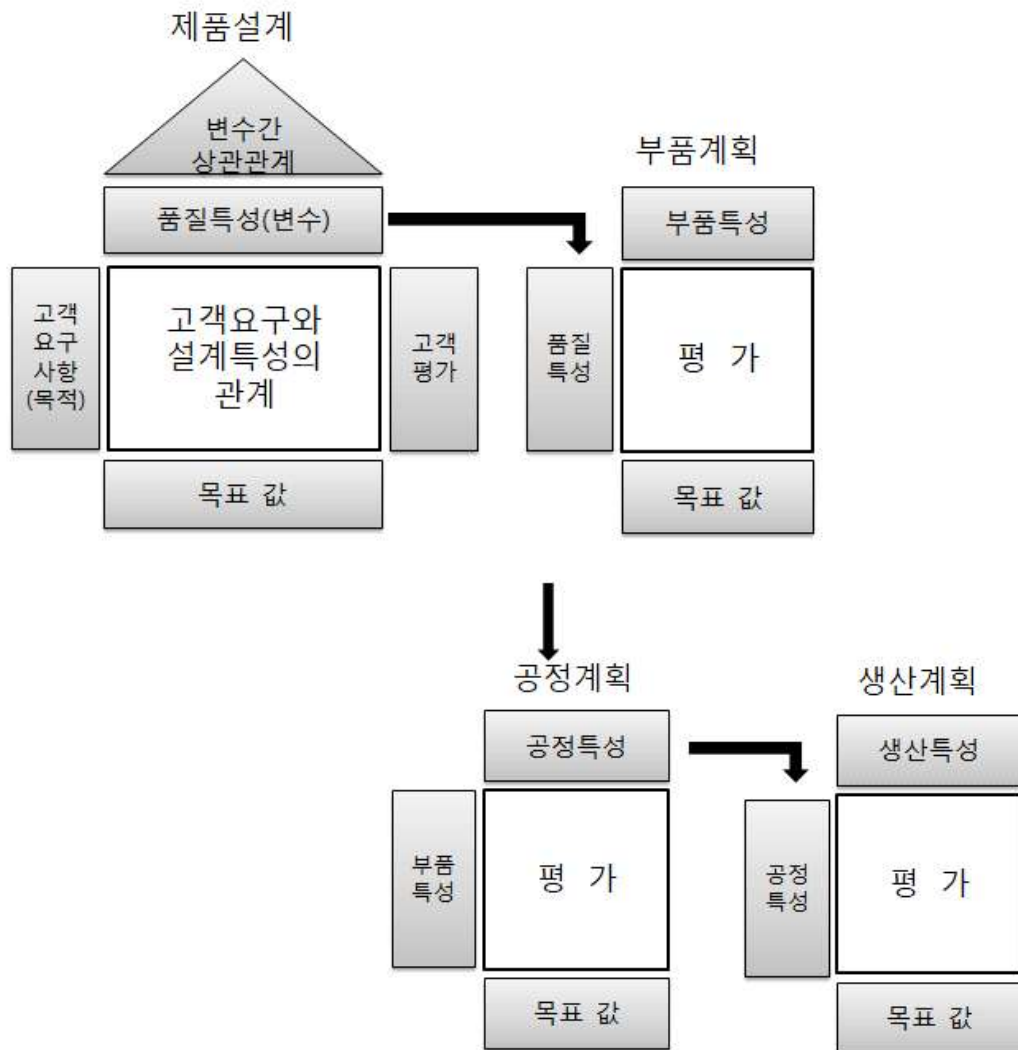 제품설계
변수간
상관관계
품질특성(변수)
고객
요구
사항
(목적)
고객요구와
설계특성의
관계
고객
평가
목표 값
부품계획
부품특성
품질
특성
평 가
목표 값
공정계획
공정특성
부품
특성
평 가
목표 값
생산계획
생산특성
공정
특성
평 가
목표 값